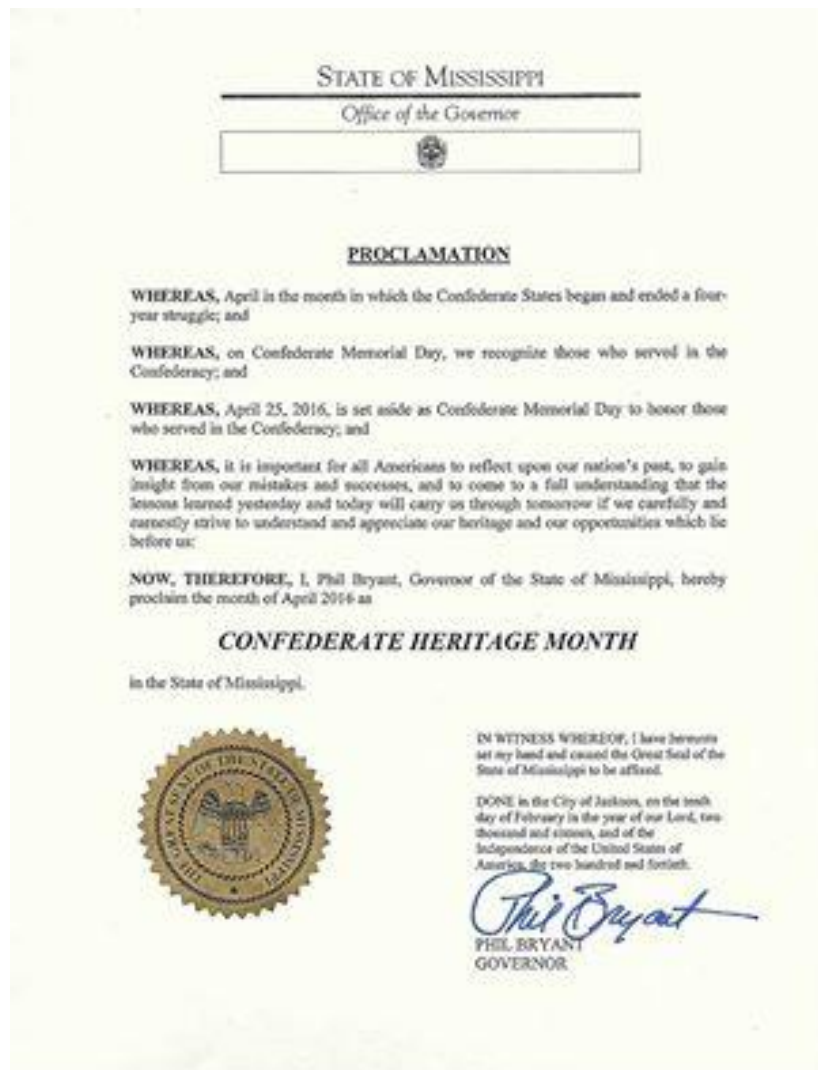 STATE OF MISSISSIPPI
Office of the Governor
PROCLAMATION
WHEREAS, April is the month in which the Confederate States began and ended a four-
year struggle; and
WHEREAS, on Confederate Memorial Day, we recognize those who served in the
Confederacy; and
WHEREAS, April 25, 2016, is set aside as Confederate Memorial Day to honor those
who served in the Confederacy; and
WHEREAS, it is important for all Americans to reflect upon our nation's past, to gain
insight from our mistakes and successes, and to come to a full understanding that the
lessons learned yesterday and today will carry us through tomorrow if we carefully and
earnestly strive to understand and appreciate our heritage and our opportunities which lie
before us:
NOW, THEREFORE, I, Phil Bryant, Governor of the State of Mississippi, hereby
proclaim the month of April 2016 as
CONFEDERATE HERITAGE MONTH
in the State of Mississippi.
THE GREAT SEAL OF THE STATE OF MISSISSIPPI
IN WITNESS WHEREOF, I have hereunto
set my hand and caused the Great Seal of the
State of Mississippi to be affixed.
DONE in the City of Jackson, on the tenth
day of February in the year of our Lord, two
thousand and sixteen, and of the
Independence of the United States of
America, the two hundred and fortieth.
Phil Bryant
PHIL BRYANT
GOVERNOR